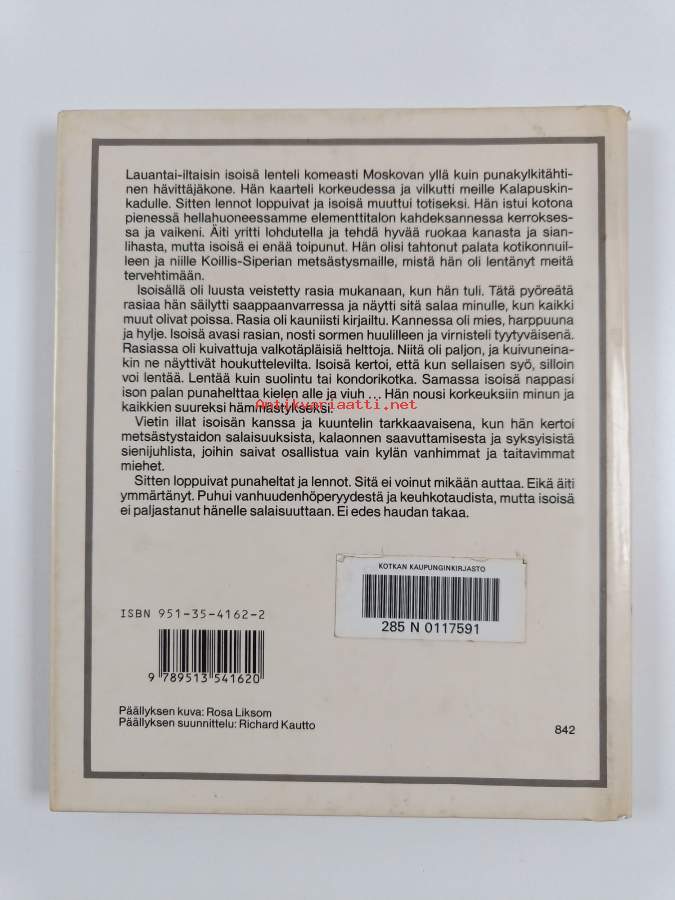 Lauantai-iltaisin isoisä lenteli komeasti Moskovan yllä kuin punakylkitähti-
nen hävittäjäkone. Hän kaarteli korkeudessa ja vilkutti meille Kalapuskin-
kadulle. Sitten lennot loppuivat ja isoisä muuttui totiseksi. Hän istui kotona
pienessä hellahuoneessamme elementtitalon kahdeksannessa kerrokses-
sa ja vaikeni. Äiti yritti lohdutella ja tehdä hyvää ruokaa kanasta ja sian-
lihasta, mutta isoisä ei enää toipunut. Hän olisi tahtonut palata kotikonnuil-
leen ja niille Koillis-Siperian metsästysmaille, mistä hän oli lentänyt meitä
tervehtimään.
Isoisällä oli luusta veistetty rasia mukanaan, kun hän tuli. Tätä pyöreätä
rasiaa hän säilytti saappaanvarressa ja näytti sitä salaa minulle, kun kaikki
muut olivat poissa. Rasia oli kauniisti kirjailtu. Kannessa oli mies, harppuuna
ja hylje. Isoisä avasi rasian, nosti sormen huulilleen ja virnisteli tyytyväisenä.
Rasiassa oli kuivattuja valkotäpläisiä helttoja. Niitä oli paljon, ja kuivuneina-
kin ne näyttivät houkuttelevilta. Isoisä kertoi, että kun sellaisen syö, silloin
voi lentää. Lentää kuin suolintu tai kondorikotka. Samassa isoisä nappasi
ison palan punahelttaa kielen alle ja viuh ... Hän nousi korkeuksiin minun ja
kaikkien suureksi hämmästykseksi.
Antikvariaatti.net
Vietin illat isoisän kanssa ja kuuntelin tarkkaavaisena, kun hän kertoi
metsästystaidon salaisuuksista, kalaonnen saavuttamisesta ja syksyisistä
sienijuhlista, joihin saivat osallistua vain kylän vanhimmat ja taitavimmat
miehet.
Sitten loppuivat punaheltat ja lennot. Sitä ei voinut mikään auttaa. Eikä äiti
ymmärtänyt. Puhui vanhuudenhöperyydestä ja keuhkotaudista, mutta isoisä
ei paljastanut hänelle salaisuuttaan. Ei edes haudan takaa.
KOTKAN KAUPUNGINKIRJASTO
285 N 0117591
ISBN 951-35-4162-2
9 789513 541620
Päällyksen kuva: Rosa Liksom
Päällyksen suunnittelu: Richard Kautto
842